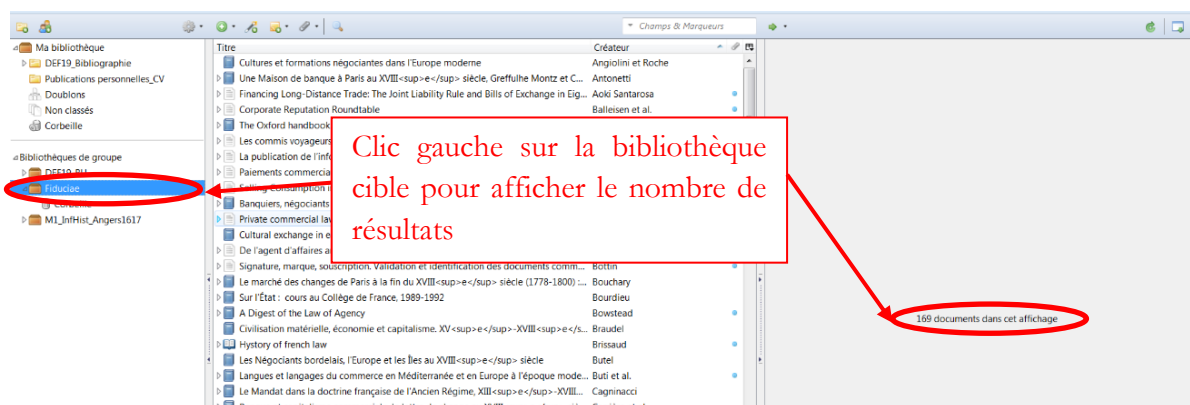 Champs & Marqueurs
Ma bibliothèque
DEF19_Bibliographie
Publications personnelles_CV
Doublons
Non classés
Corbeille
Bibliothèques de groupe
DEF19-BU
Fiduciae
Corbeille
M1_InfHist_Angers1617
Titre Créateur
Cultures et formations négociantes dans l'Europe moderne Angiolini et Roche
Une Maison de banque à Paris au XVIII<sup>e</sup> siècle, Greffulhe Montz et C... Antonetti
Financing Long-Distance Trade: The Joint Liability Rule and Bills of Exchange in Eig... Aoki Santarosa
Corporate Reputation Roundtable Balleisen et al.
The Oxford handbook
Les commis voyageurs
La publication de l'info
Paiements commercia
Selling Consumption i
Banquiers, négociants
Private commercial law
Cultural exchange in e
De l'agent d'affaires a
Signature, marque, souscription. Validation et identification des documents comm... Bottin
Le marché des changes de Paris à la fin du XVIII<sup>e</sup> siècle (1778-1800) :... Bouchary
Sur l'État : cours au Collège de France, 1989-1992 Bourdieu
A Digest of the Law of Agency Bowstead
Civilisation matérielle, économie et capitalisme. XV<sup>e</sup>-XVIII<sup>e</s... Braudel
Hystory of french law Brissaud
Les Négociants bordelais, l'Europe et les Îles au XVIII<sup>e</sup> siècle Butel
Langues et langages du commerce en Méditerranée et en Europe à l'époque mode... Buti et al.
Le Mandat dans la doctrine française de l'Ancien Régime, XIII<sup>e</sup>-XVIII... Cagninacci
Clic gauche sur la bibliothèque
cible pour afficher le nombre de
résultats
169 documents dans cet affichage